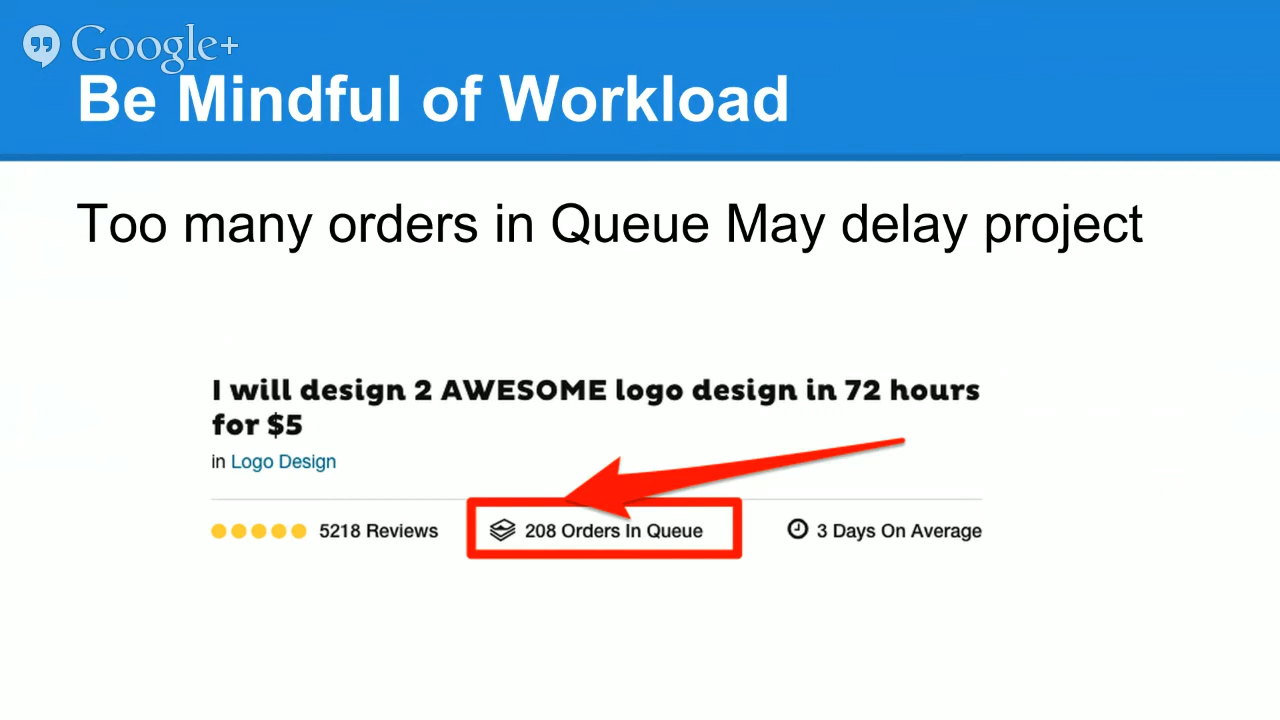 Google+
Be Mindful of Workload
Too many orders in Queue May delay project
I will design 2 AWESOME logo design in 72 hours
for $5
in Logo Design
5218 Reviews 208 Orders In Queue 3 Days On Average